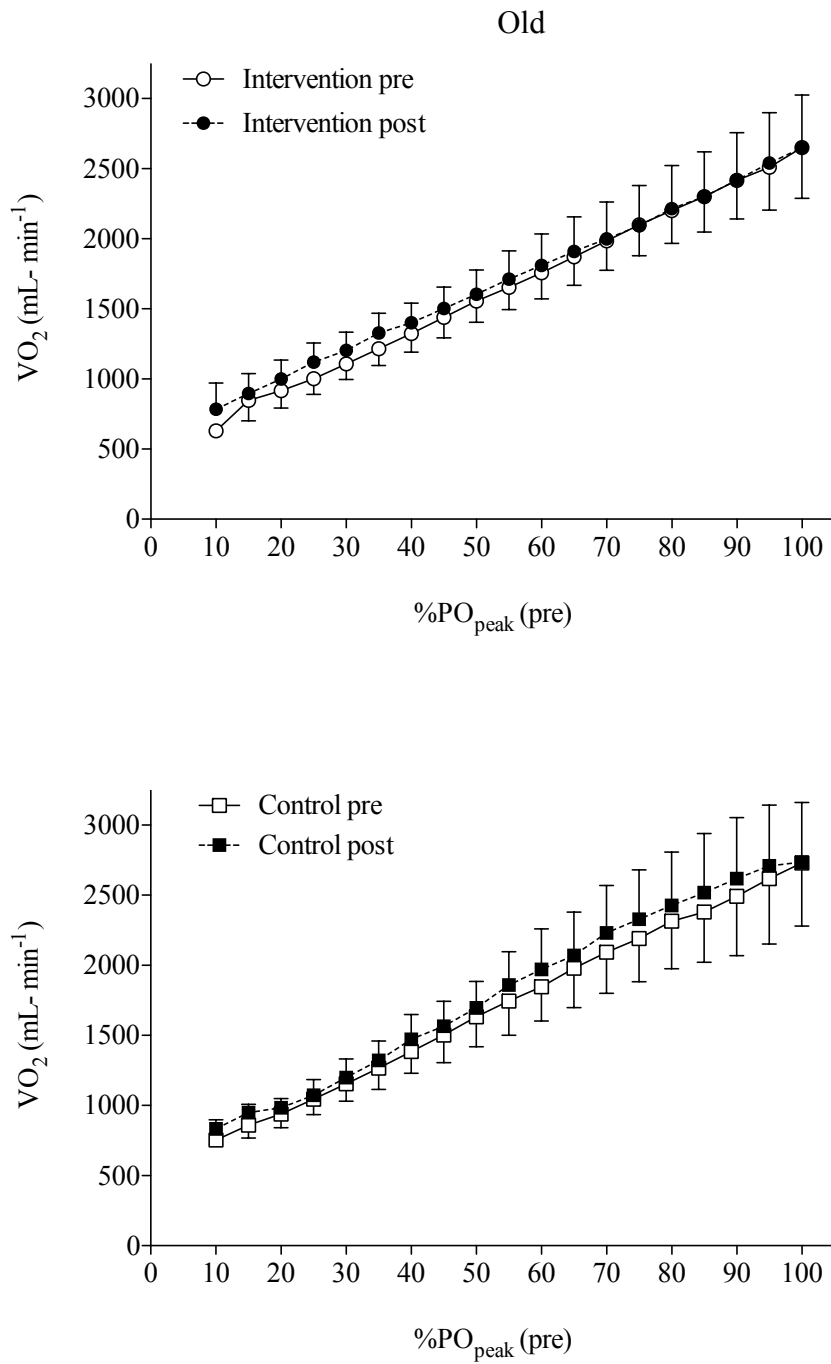 Old
Intervention pre
Intervention post
3000
2500
2000
1500
1000
500
0
VO₂ (mL- min⁻¹)
0 10 20 30 40 50 60 70 80 90 100
%PO_peak (pre)
Control pre
Control post
3000
2500
2000
1500
1000
500
0
VO₂ (mL- min⁻¹)
0 10 20 30 40 50 60 70 80 90 100
%PO_peak (pre)